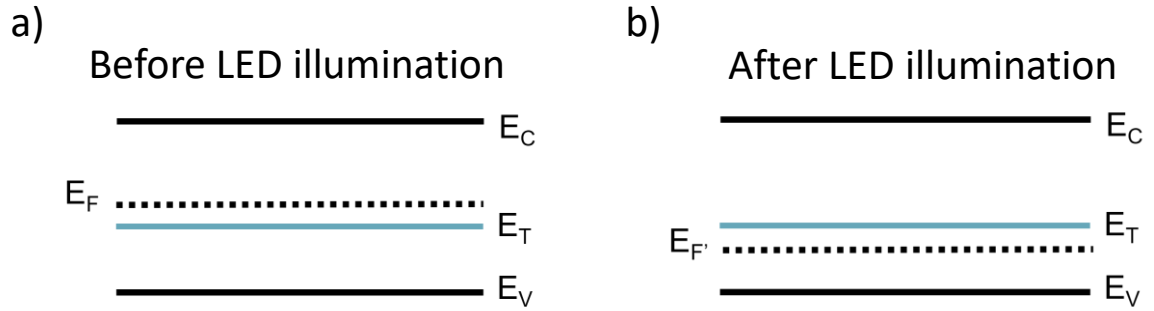 a)
Before LED illumination
E_C
E_F
E_T
E_V
b)
After LED illumination
E_C
E_T
E_F'
E_V